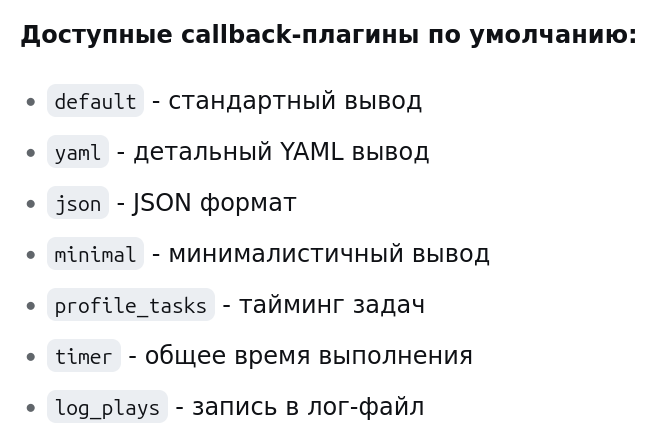 Доступные callback-плагины по умолчанию:
• default - стандартный вывод
• yaml - детальный YAML вывод
• json - JSON формат
• minimal - минималистичный вывод
• profile_tasks - тайминг задач
• timer - общее время выполнения
• log_plays - запись в лог-файл